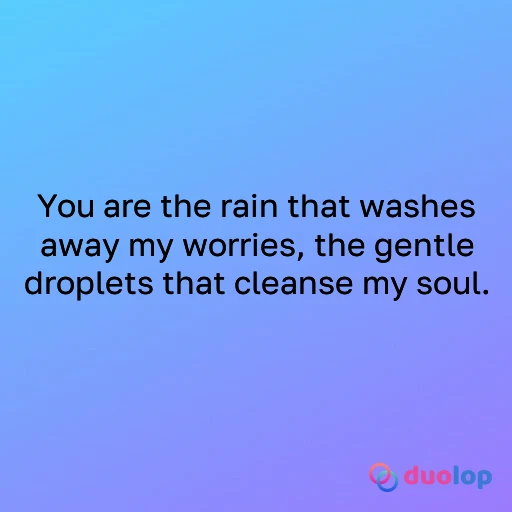 You are the rain that washes
away my worries, the gentle
droplets that cleanse my soul.
duolop